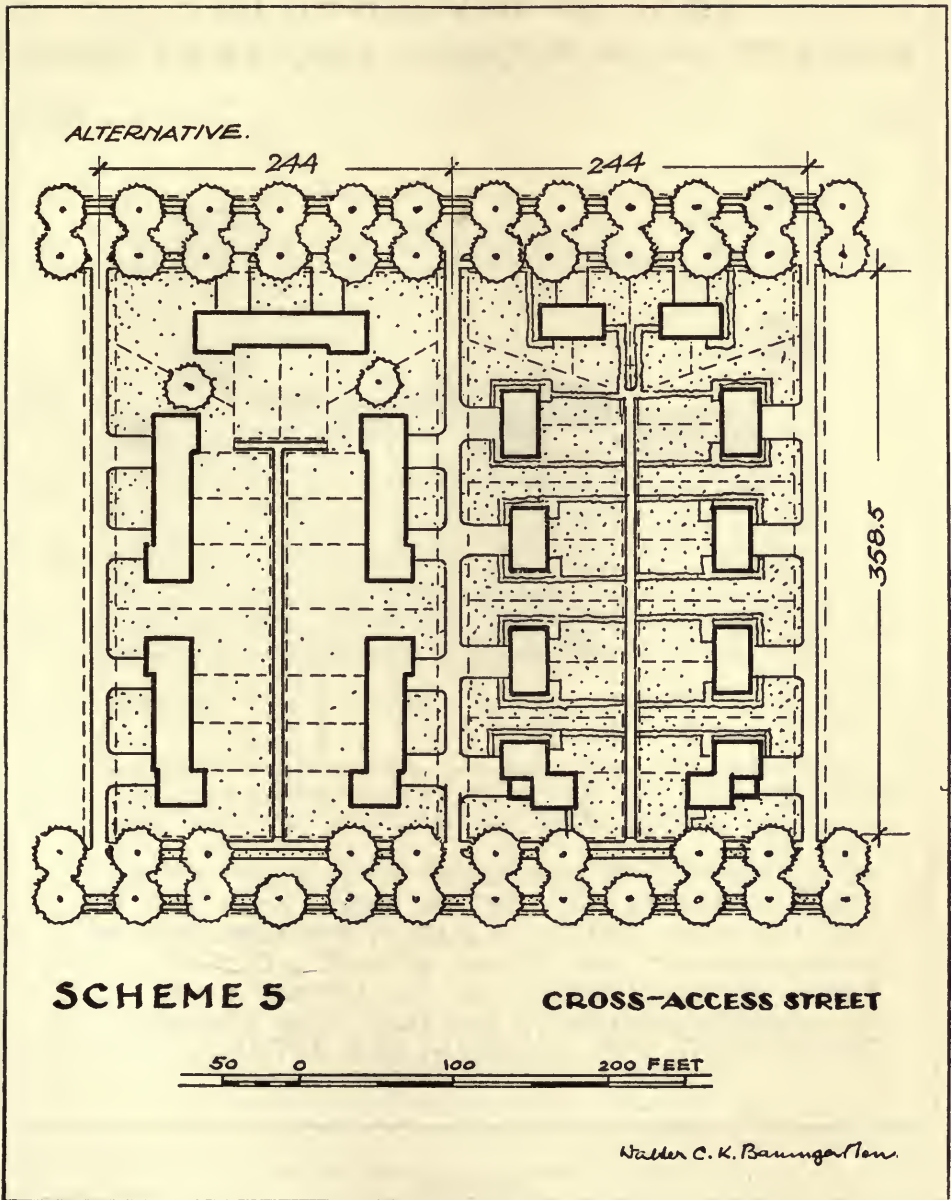 ALTERNATIVE.
244 244
358.5
SCHEME 5 CROSS-ACCESS STREET
50 0 100 200 FEET
Walter C. K. Baumgarten.